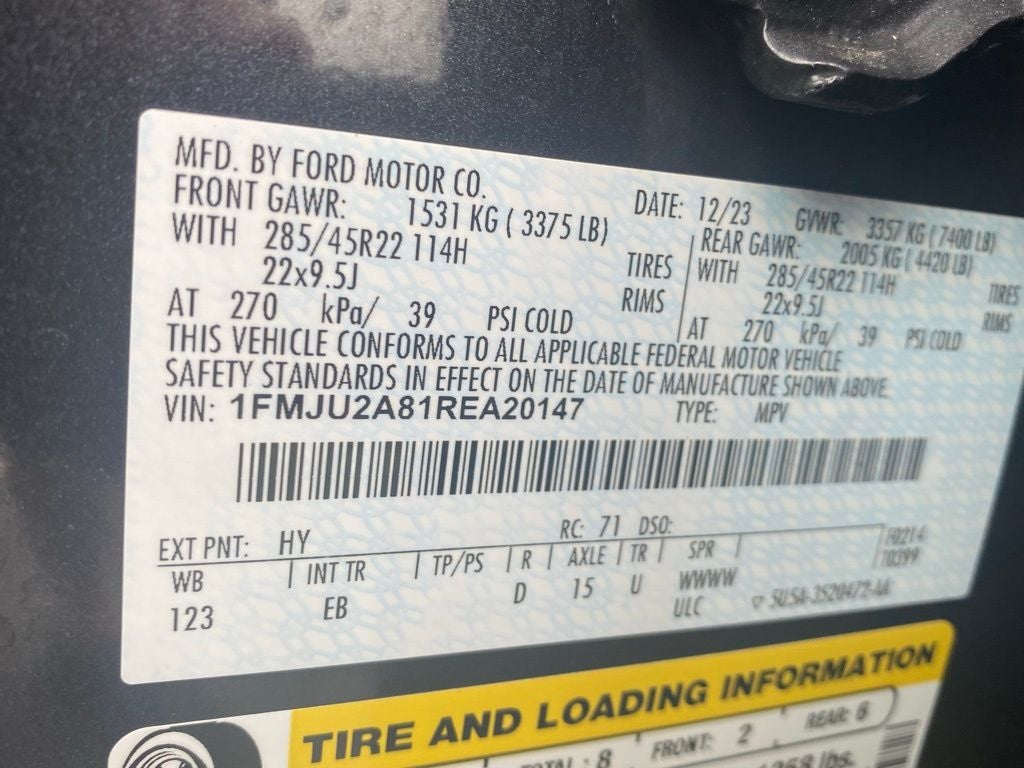 MFD. BY FORD MOTOR CO.
DATE: 12/23 GVWR: 3357 KG ( 7400 LB)
FRONT GAWR: 1531 KG ( 3375 LB) REAR GAWR: 2005 KG ( 4420 LB)
WITH 285/45R22 114H TIRES WITH 285/45R22 114H TIRES
22x9.5J RIMS 22x9.5J RIMS
AT 270 kPa/ 39 PSI COLD AT 270 kPa/ 39 PSI COLD
THIS VEHICLE CONFORMS TO ALL APPLICABLE FEDERAL MOTOR VEHICLE
SAFETY STANDARDS IN EFFECT ON THE DATE OF MANUFACTURE SHOWN ABOVE.
VIN: 1FMJU2A81REA20147 TYPE: MPV
EXT PNT: HY RC: 71 DSO:
WB | INT TR | TP/PS | R | AXLE | TR | SPR | F0214
123 EB D 15 U WWWW T0399
ULC
TIRE AND LOADING INFORMATION
TOTAL : 8 FRONT: 2 REAR: 6